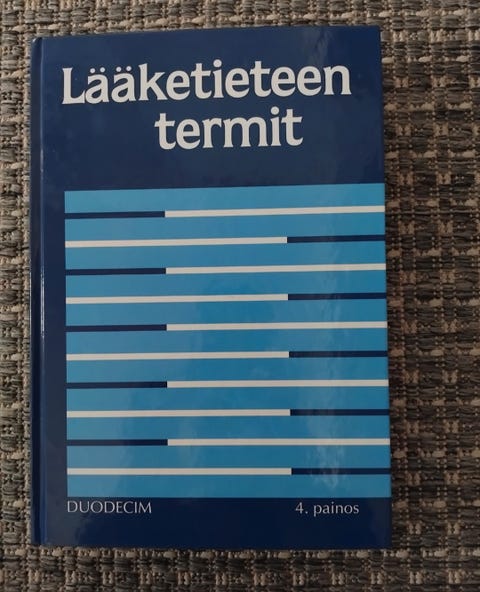 Lääketieteen
termit
DUODECIM
4. painos